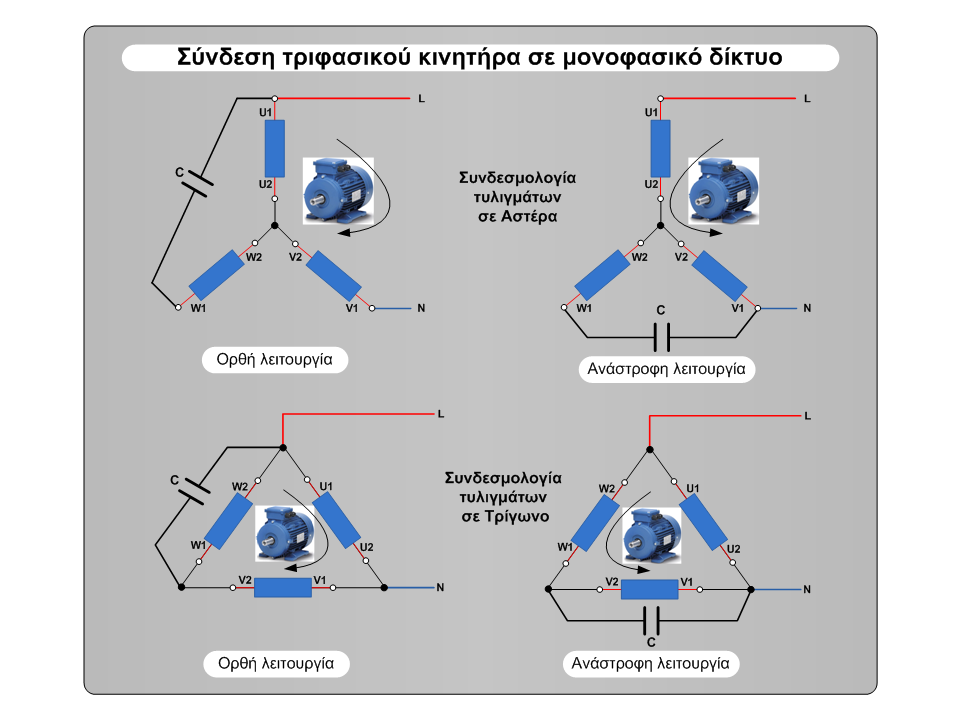 Σύνδεση τριφασικού κινητήρα σε μονοφασικό δίκτυο
L
U1
C
U2
W2 V2
W1 V1 N
Ορθή λειτουργία
Συνδεσμολογία
τυλιγμάτων
σε Αστέρα
L
U1
U2
W2 V2
W1 C V1 N
Ανάστροφη λειτουργία
L
C
W2 U1
W1 U2
V2 V1 N
Ορθή λειτουργία
Συνδεσμολογία
τυλιγμάτων
σε Τρίγωνο
L
W2 U1
W1 U2
V2 V1 N
C
Ανάστροφη λειτουργία